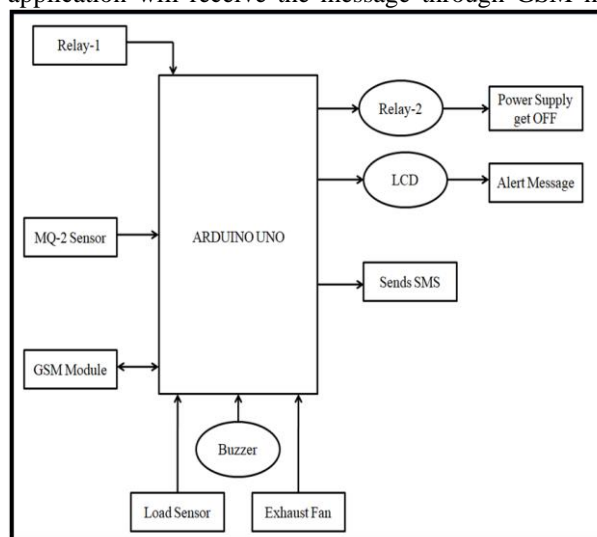 application will receive the message through GSM
Relay-1
Relay-2
Power Supply
get OFF
LCD
Alert Message
MQ-2 Sensor
ARDUINO UNO
Sends SMS
GSM Module
Buzzer
Load Sensor
Exhaust Fan